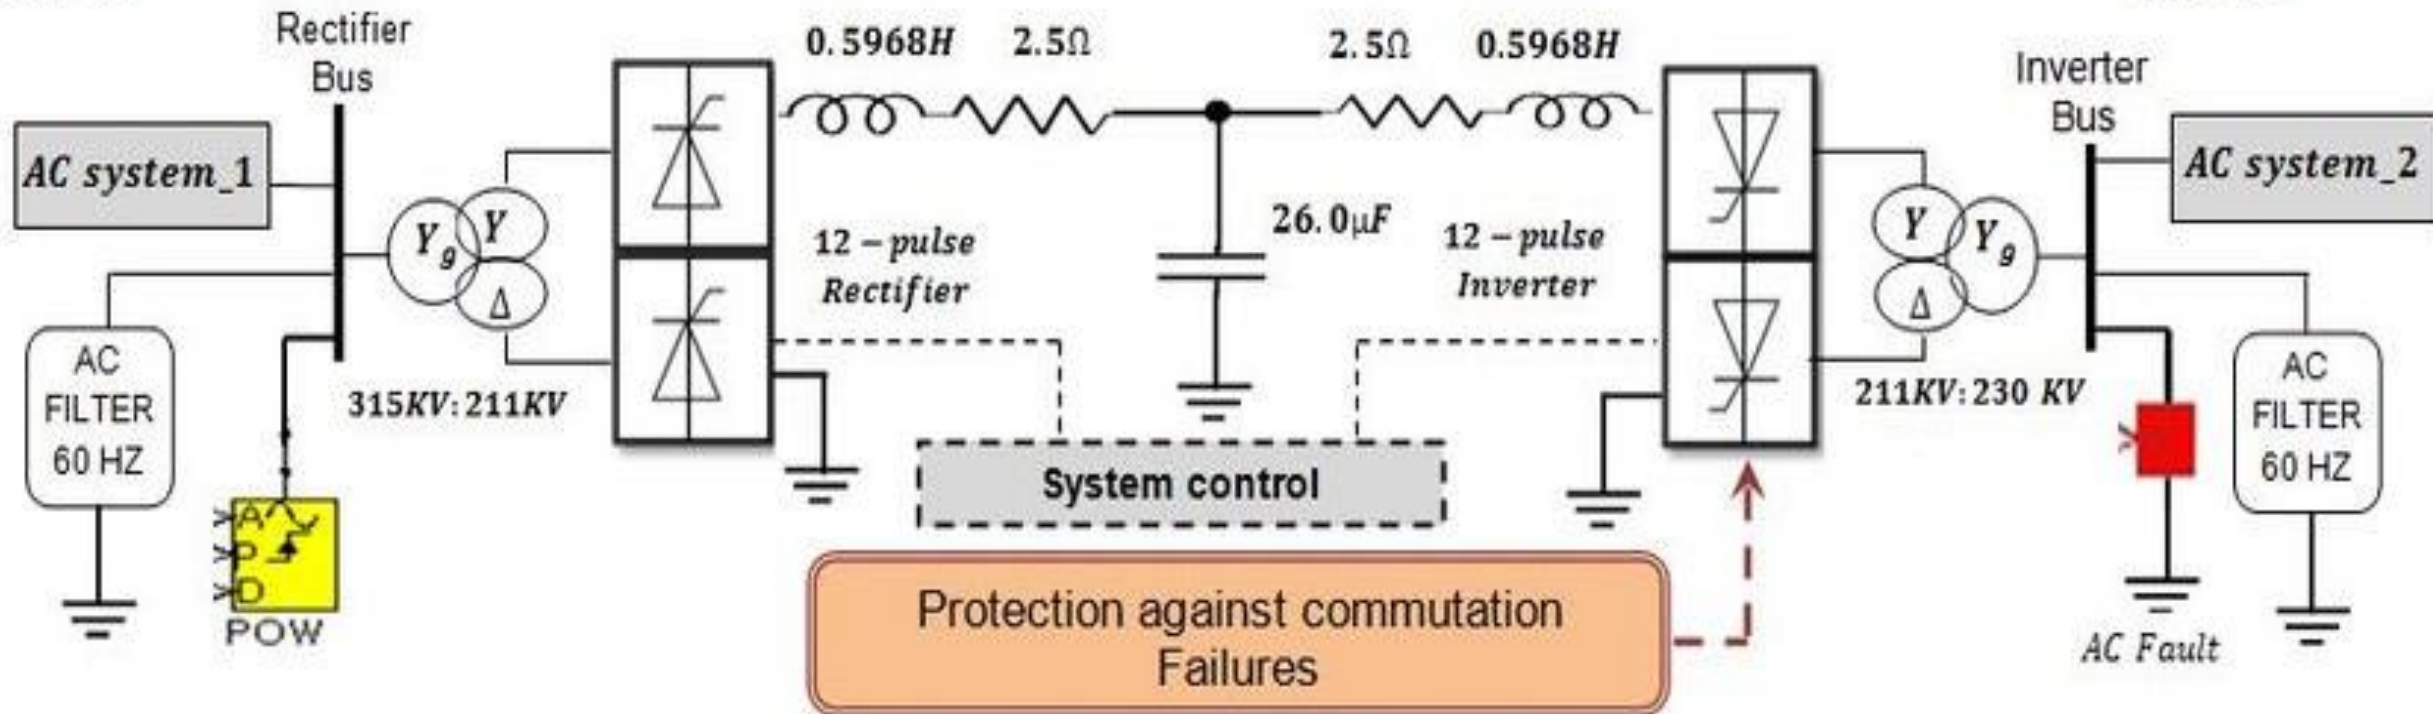 Rectifier
Bus
0.5968H
2.5Ω
2.5Ω
0.5968H
Inverter
Bus
AC system_1
AC system_2
Yg
Y
Δ
Y
Δ
Yg
12 – pulse
Rectifier
26.0μF
12 – pulse
Inverter
AC
FILTER
60 HZ
315KV:211KV
211KV:230 KV
AC
FILTER
60 HZ
System control
A
P
D
POW
Protection against commutation
Failures
AC Fault